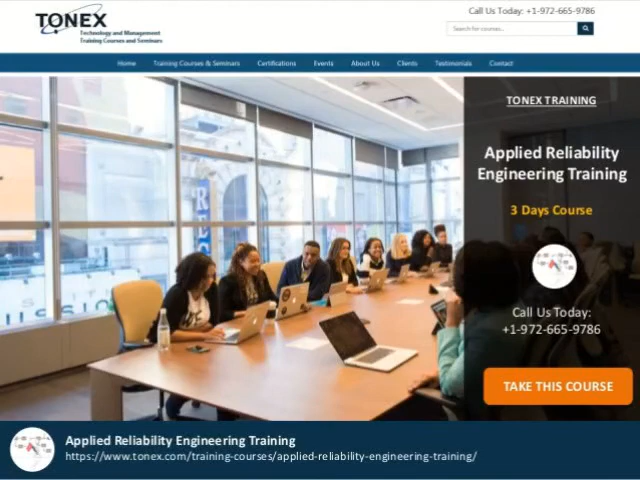 TONEX
Technology and Management
Training Courses and Seminars
Call Us Today: +1-972-665-9786
Search for courses...
Home Training Courses & Seminars Certifications Events About Us Clients Testimonials Contact
TONEX TRAINING
Applied Reliability
Engineering Training
3 Days Course
Call Us Today:
+1-972-665-9786
TAKE THIS COURSE
Applied Reliability Engineering Training
https://www.tonex.com/training-courses/applied-reliability-engineering-training/